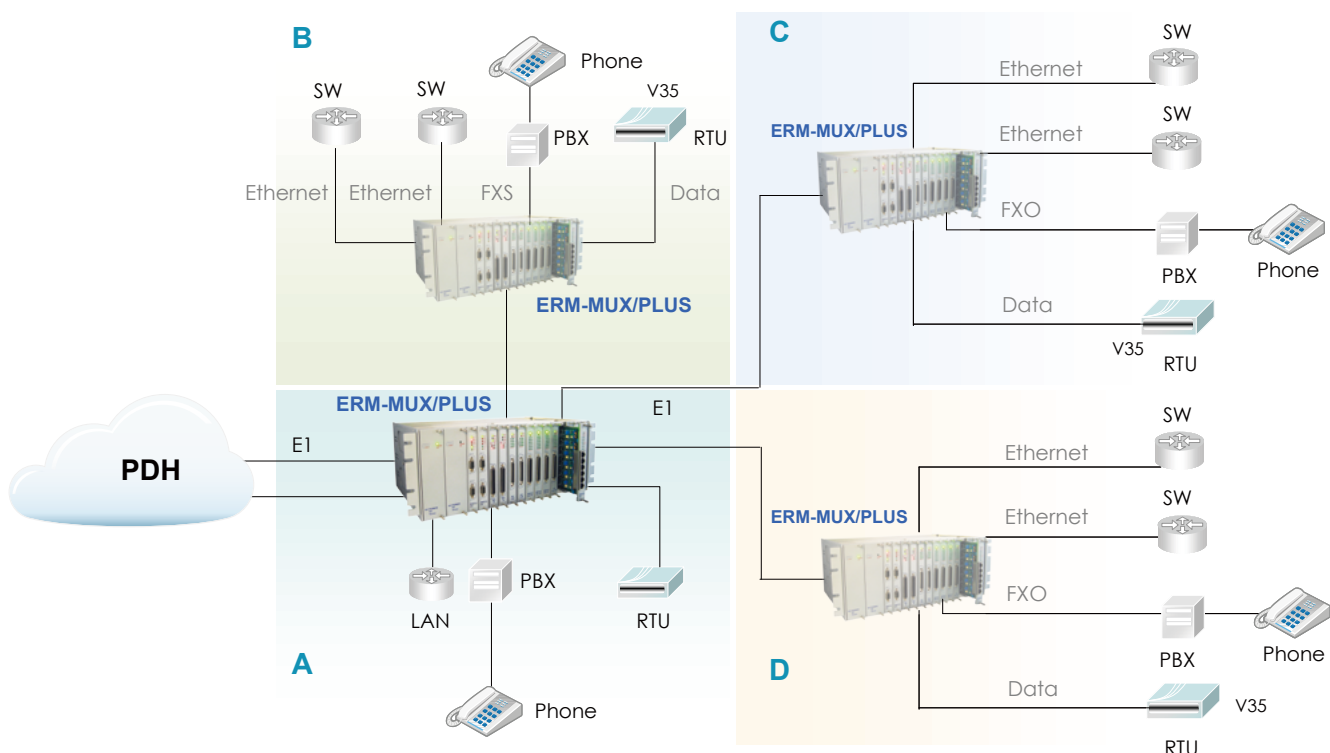 B
Phone
SW
SW
V35
PBX
RTU
Ethernet
Ethernet
FXS
Data
ERM-MUX/PLUS
C
SW
Ethernet
SW
ERM-MUX/PLUS
Ethernet
FXO
PBX
Phone
Data
V35
RTU
ERM-MUX/PLUS
E1
E1
PDH
PBX
LAN
RTU
A
Phone
SW
Ethernet
SW
ERM-MUX/PLUS
Ethernet
FXO
PBX
Phone
D
Data
V35
RTU